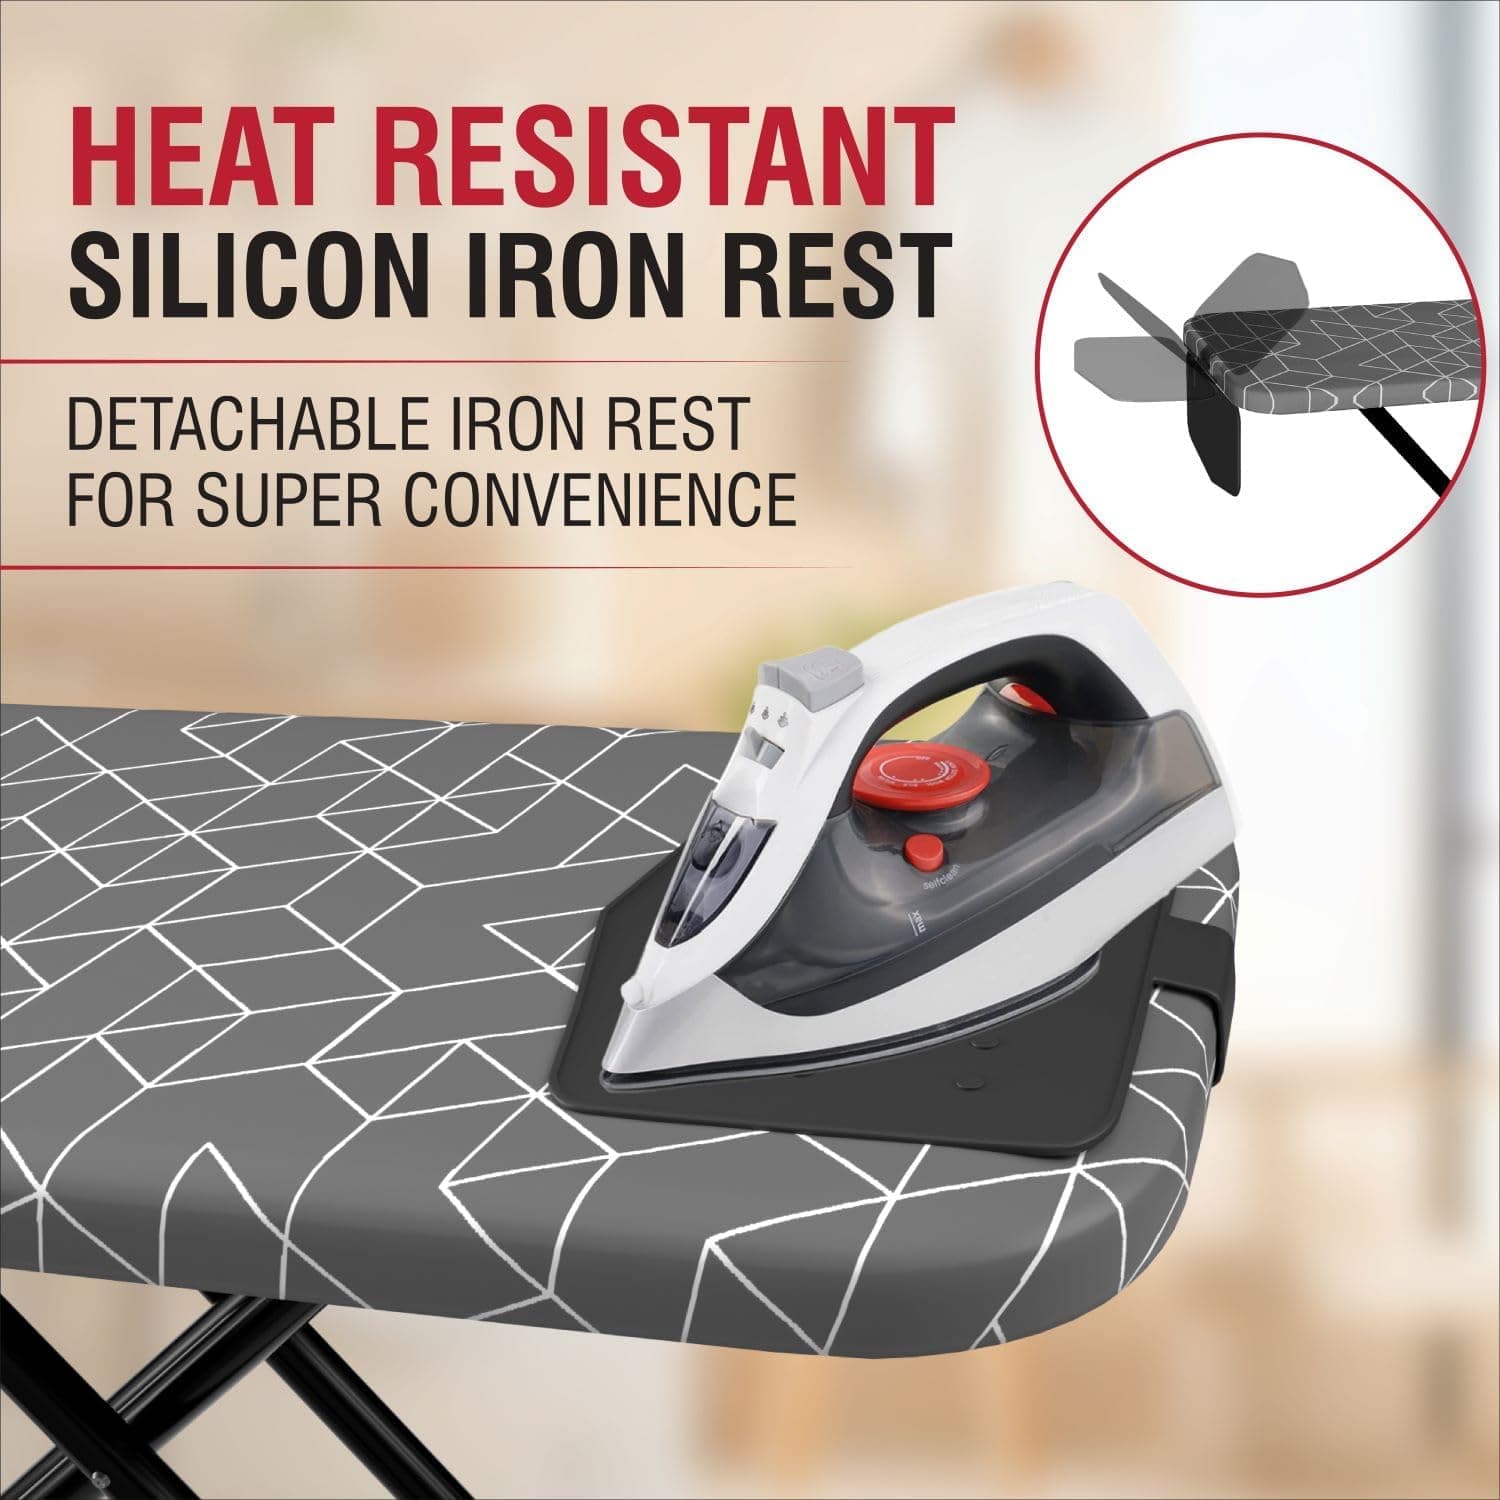 HEAT RESISTANT
SILICON IRON REST
DETACHABLE IRON REST
FOR SUPER CONVENIENCE
selfclean
max